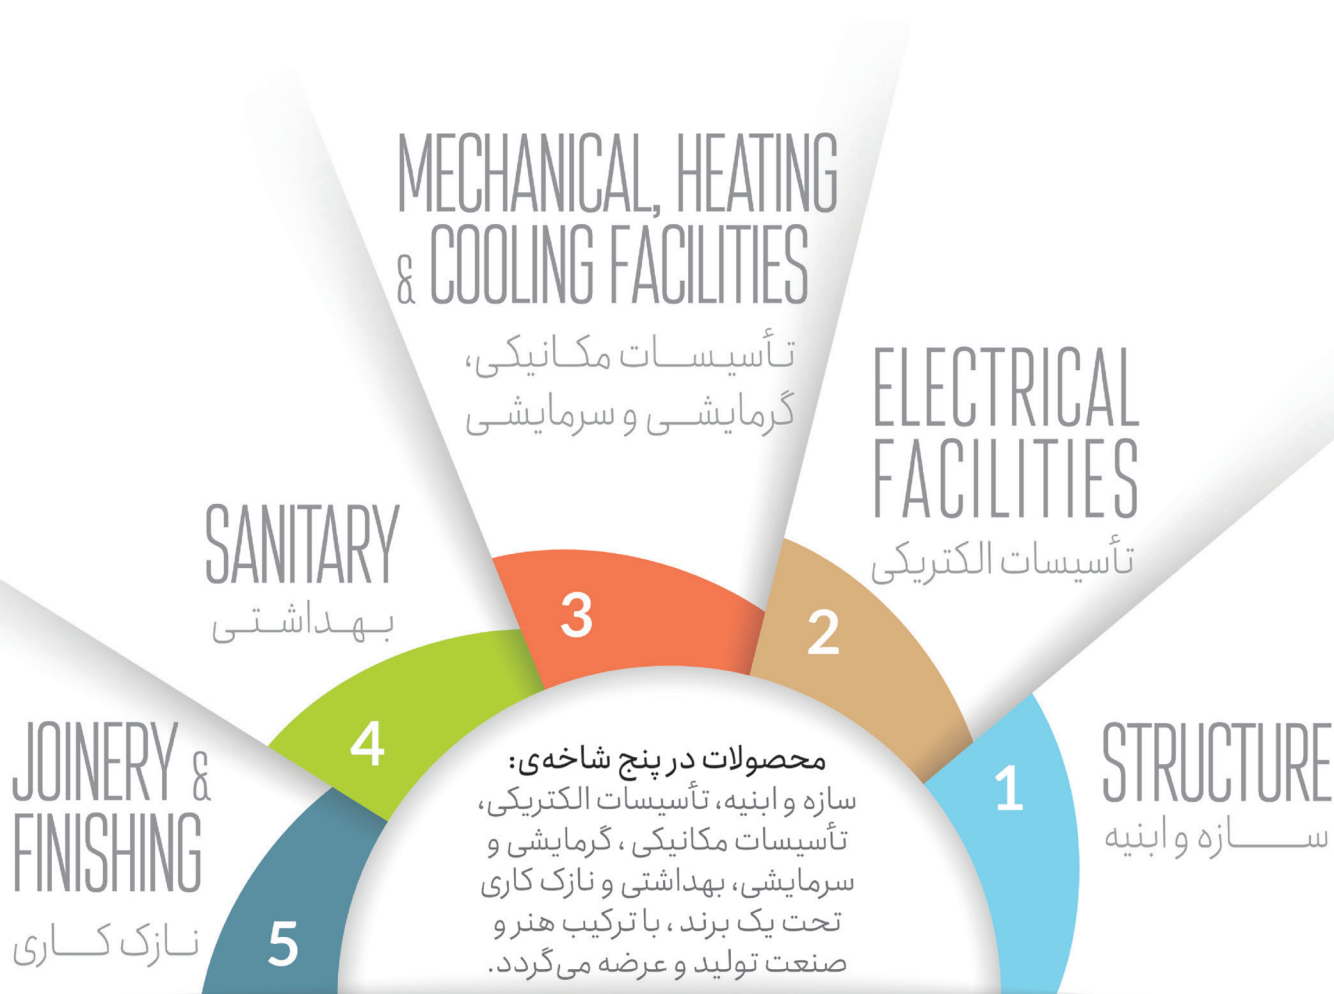 MECHANICAL, HEATING
& COOLING FACILITIES
تأسیسات مکانیکی،
گرمایشی و سرمایشی
ELECTRICAL
FACILITIES
تأسیسات الکتریکی
SANITARY
بهداشتی
JOINERY &
FINISHING
نازک کاری
STRUCTURE
سازه و ابنیه
3
2
4
1
5
محصولات در پنج شاخه‌ی:
سازه و ابنیه، تأسیسات الکتریکی،
تأسیسات مکانیکی ، گرمایشی و
سرمایشی، بهداشتی و نازک کاری
تحت یک برند ، با ترکیب هنر و
صنعت تولید و عرضه می‌گردد.